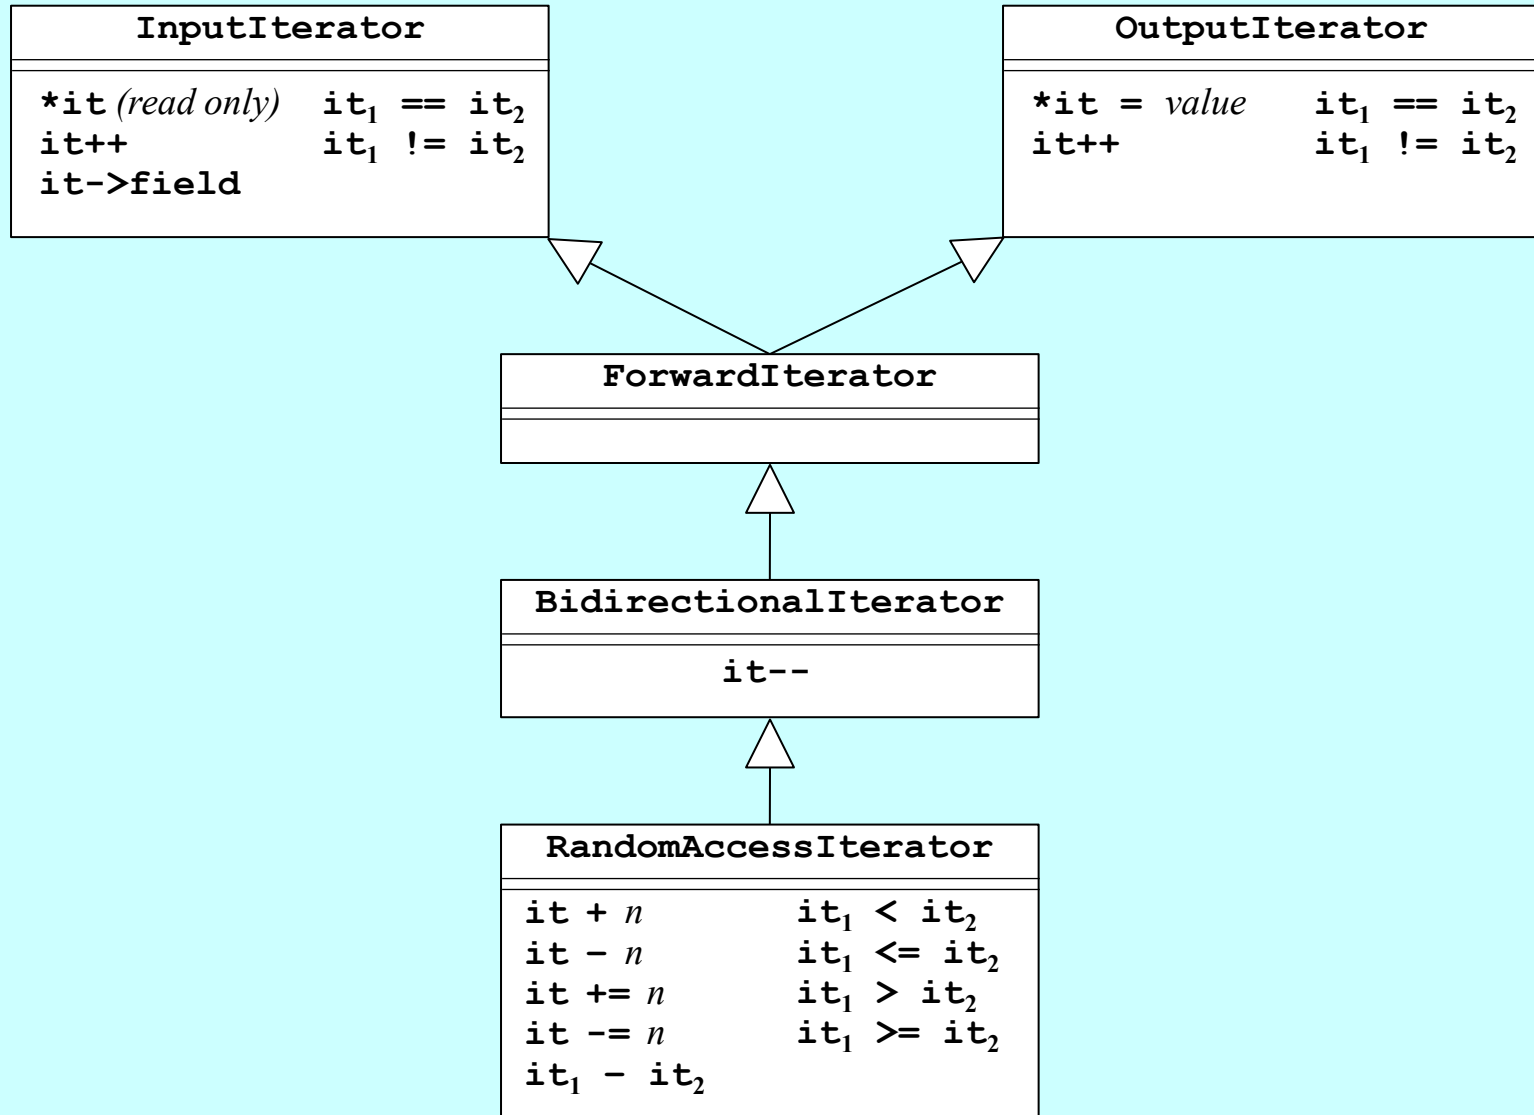 InputIterator
*it (read only) it₁ == it₂
it++ it₁ != it₂
it->field
OutputIterator
*it = value it₁ == it₂
it++ it₁ != it₂
ForwardIterator
BidirectionalIterator
it--
RandomAccessIterator
it + n it₁ < it₂
it – n it₁ <= it₂
it += n it₁ > it₂
it -= n it₁ >= it₂
it₁ – it₂